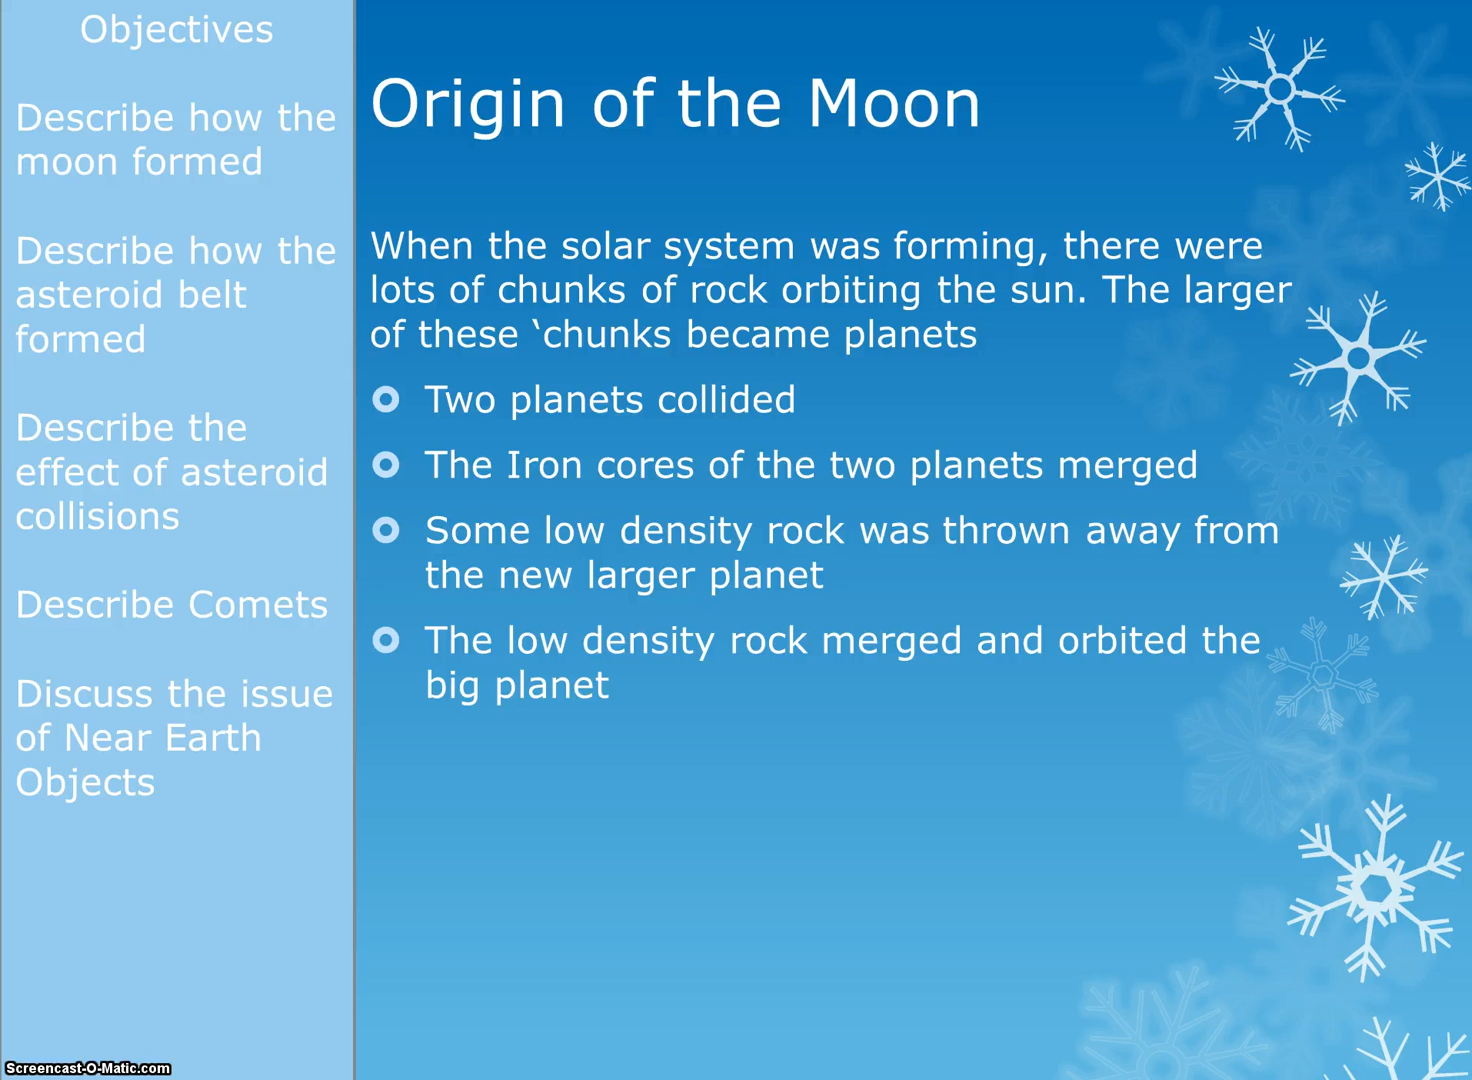 Objectives
Describe how the
moon formed
Describe how the
asteroid belt
formed
Describe the
effect of asteroid
collisions
Describe Comets
Discuss the issue
of Near Earth
Objects
Origin of the Moon
When the solar system was forming, there were
lots of chunks of rock orbiting the sun. The larger
of these ‘chunks became planets
Two planets collided
The Iron cores of the two planets merged
Some low density rock was thrown away from
the new larger planet
The low density rock merged and orbited the
big planet
Screencast-O-Matic.com